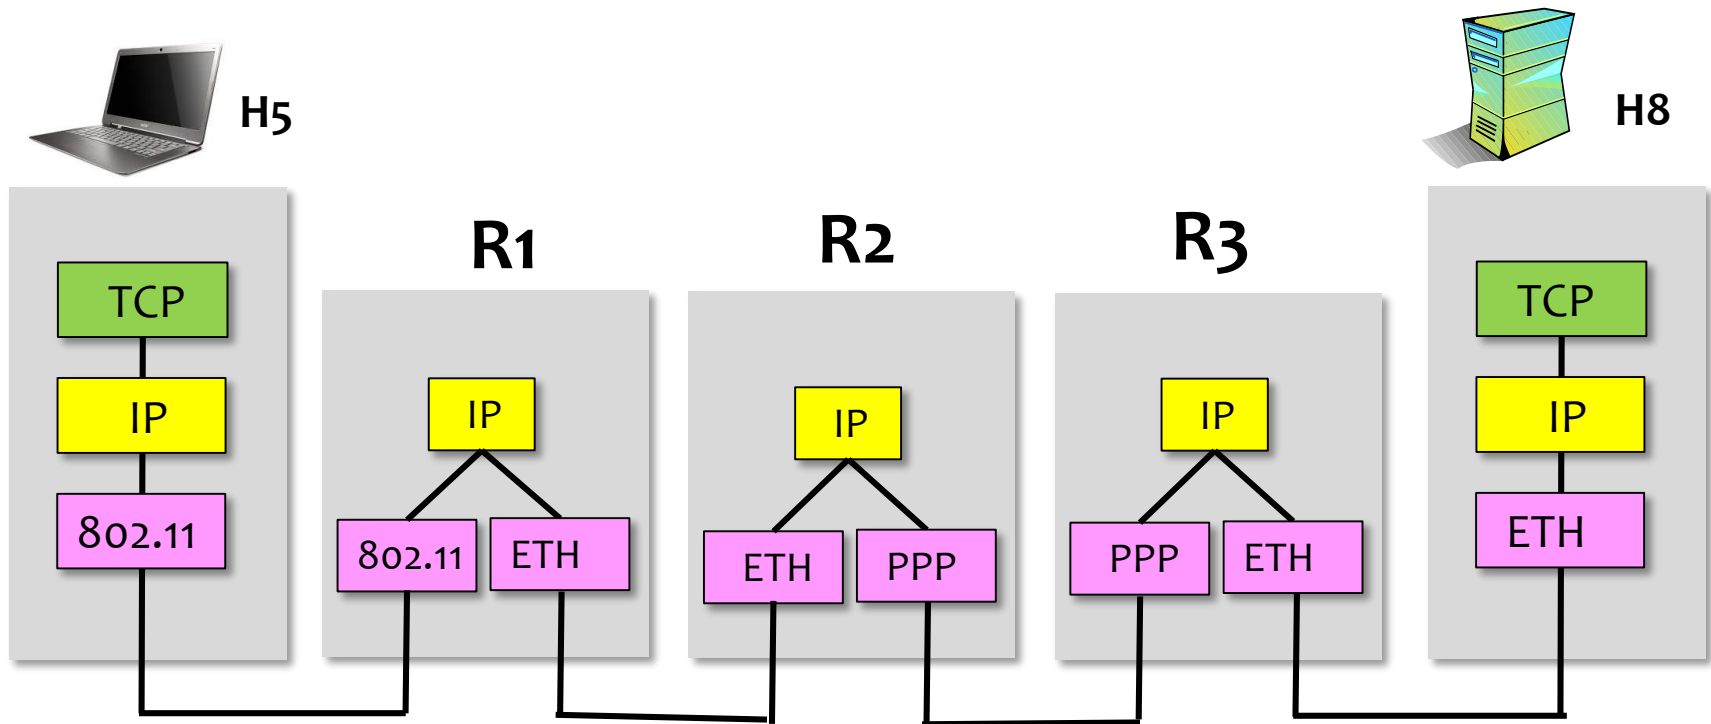 H5
H8
R1
R2
R3
TCP
IP
802.11
IP
802.11
ETH
IP
ETH
PPP
IP
PPP
ETH
TCP
IP
ETH